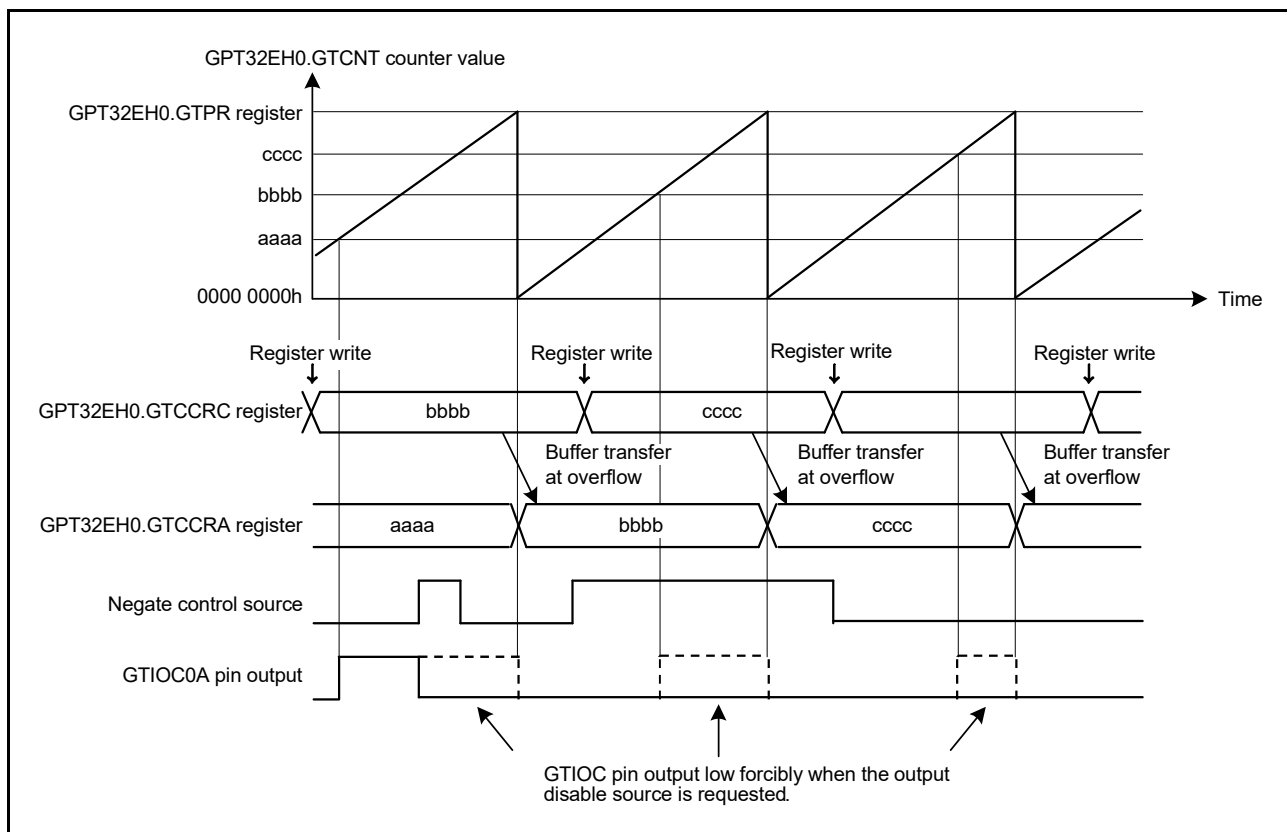 GPT32EH0.GTCNT counter value
GPT32EH0.GTPR register
cccc
bbbb
aaaa
0000 0000h
Time
Register write
Register write
Register write
Register write
GPT32EH0.GTCCRC register
bbbb
cccc
Buffer transfer
at overflow
Buffer transfer
at overflow
Buffer transfer
at overflow
GPT32EH0.GTCCRA register
aaaa
bbbb
cccc
Negate control source
GTIOC0A pin output
GTIOC pin output low forcibly when the output
disable source is requested.